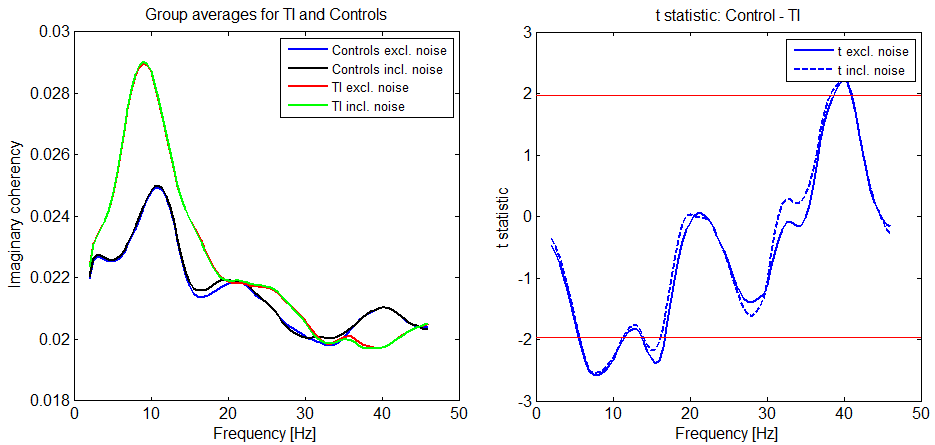 Group averages for TI and Controls
0.03
0.028
0.026
0.024
0.022
0.02
0.018
Imaginary coherency
Controls excl. noise
Controls incl. noise
TI excl. noise
TI incl. noise
0 10 20 30 40 50
Frequency [Hz]
t statistic: Control - TI
3
2
1
0
-1
-2
-3
t statistic
t excl. noise
t incl. noise
0 10 20 30 40 50
Frequency [Hz]